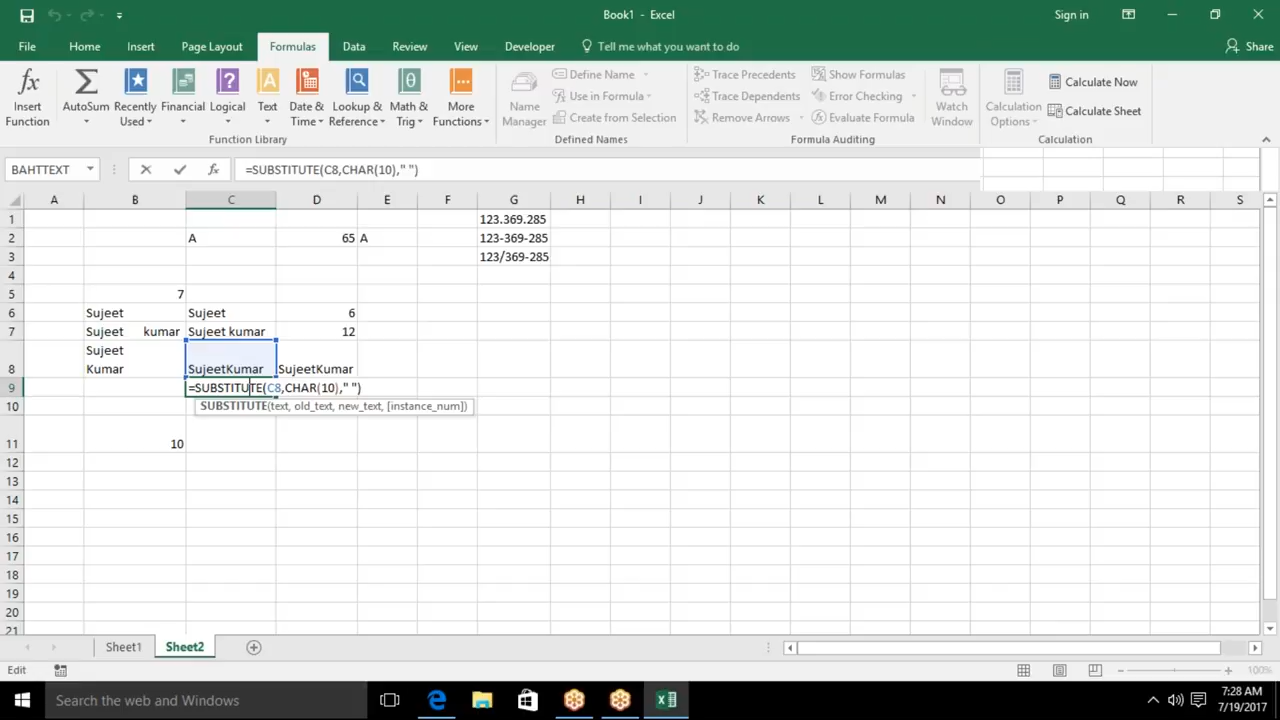 Book1 - Excel
Sign in
File Home Insert Page Layout Formulas Data Review View Developer Tell me what you want to do Share
Insert Function
AutoSum
Recently Used
Financial
Logical
Text
Date & Time
Lookup & Reference
Math & Trig
More Functions
Function Library
Name Manager
Define Name
Use in Formula
Create from Selection
Defined Names
Trace Precedents
Trace Dependents
Remove Arrows
Show Formulas
Error Checking
Evaluate Formula
Formula Auditing
Watch Window
Calculation Options
Calculate Now
Calculate Sheet
Calculation
BAHTTEXT fx =SUBSTITUTE(C8,CHAR(10)," ")
A B C D E F G H I J K L M N O P Q R S
1 123.369.285
2 A 65 A 123-369-285
3 123/369-285
4
5 7
6 Sujeet Sujeet 6
7 Sujeet kumar Sujeet kumar 12
Sujeet
8 Kumar SujeetKumar SujeetKumar
9 =SUBSTITUTE(C8,CHAR(10)," ")
10 SUBSTITUTE(text, old_text, new_text, [instance_num])
11 10
12
13
14
15
16
17
18
19
20
21
Sheet1 Sheet2
Edit 100%
Search the web and Windows
7:28 AM
7/19/2017